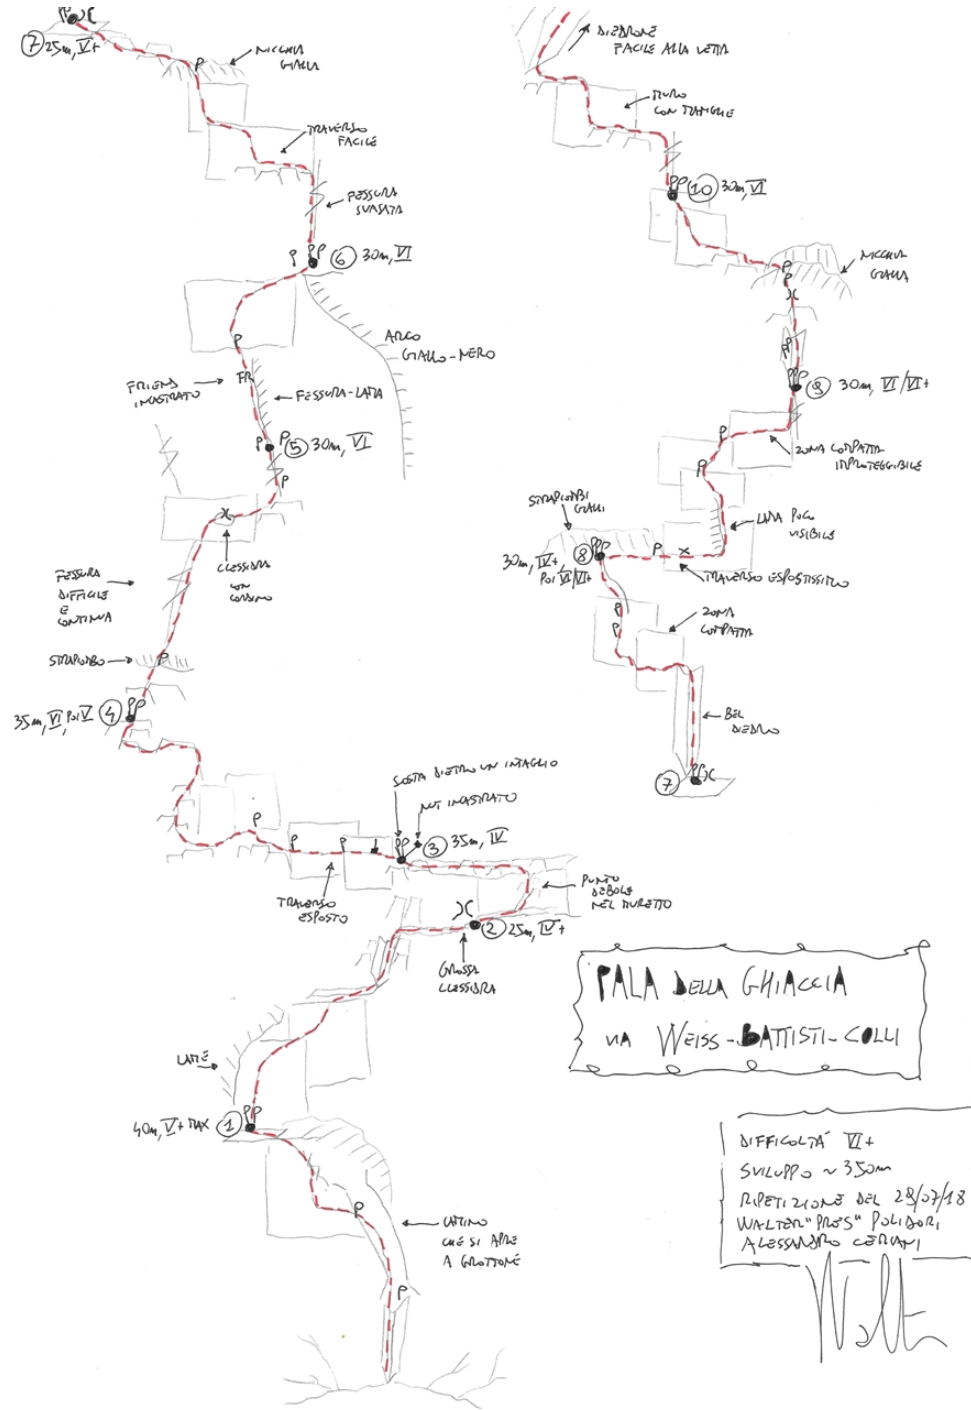 7 25m, V+
NICCHIA
GIALLA
TRAVERSO
FACILE
FESSURA
SVASATA
6 30m, VI
ARCO
GIALLO-NERO
FRIEND
INCASTRATO
FR
FESSURA-LAMA
5 30m, VI
CLESSIDRA
CON
CORDINO
FESSURA
DIFFICILE
E
CONTINUA
STRAPIOMBO
35m, VI, POI V 4
SOSTA DIETRO UN INTAGLIO
NUT INCASTRATO
3 35m, IV
TRAVERSO
ESPOSTO
PUNTO
DEBOLE
NEL MURETTO
2 25m, IV+
GROSSA
CLESSIDRA
LAME
40m, V+ MAX 1
CAMINO
CHE SI APRE
A GROTTONE
DIEDRONE
FACILE ALLA VETTA
MURO
CON TANICHE
10 30m, VI
NICCHIA
GIALLA
9 30m, VI/VI+
ZONA COMPATTA
IMPROTEGGIBILE
STRAPIOMBI
GIALLI
LAMA POCO
VISIBILE
8
30m, IV+,
POI VI/VI+
TRAVERSO ESPOSTISSIMO
ZONA
COMPATTA
BEL
DIEDRO
7
PALA DELLA GHIACCIA
VIA WEISS-BATTISTI-COLLI
DIFFICOLTÀ VI+
SVILUPPO ~ 350m
RIPETIZIONE DEL 28/07/18
WALTER "PRES" POLIDORI
ALESSANDRO CERIANI